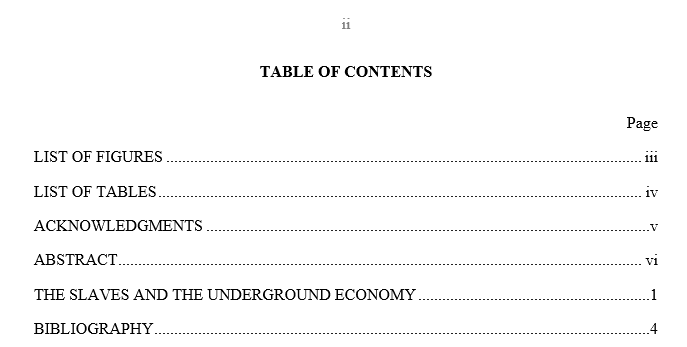 ii
TABLE OF CONTENTS
Page
LIST OF FIGURES ........................................................................................................................ iii
LIST OF TABLES ........................................................................................................................ iv
ACKNOWLEDGMENTS ........................................................................................................................ v
ABSTRACT ........................................................................................................................ vi
THE SLAVES AND THE UNDERGROUND ECONOMY ............................................................ 1
BIBLIOGRAPHY ........................................................................................................................ 4